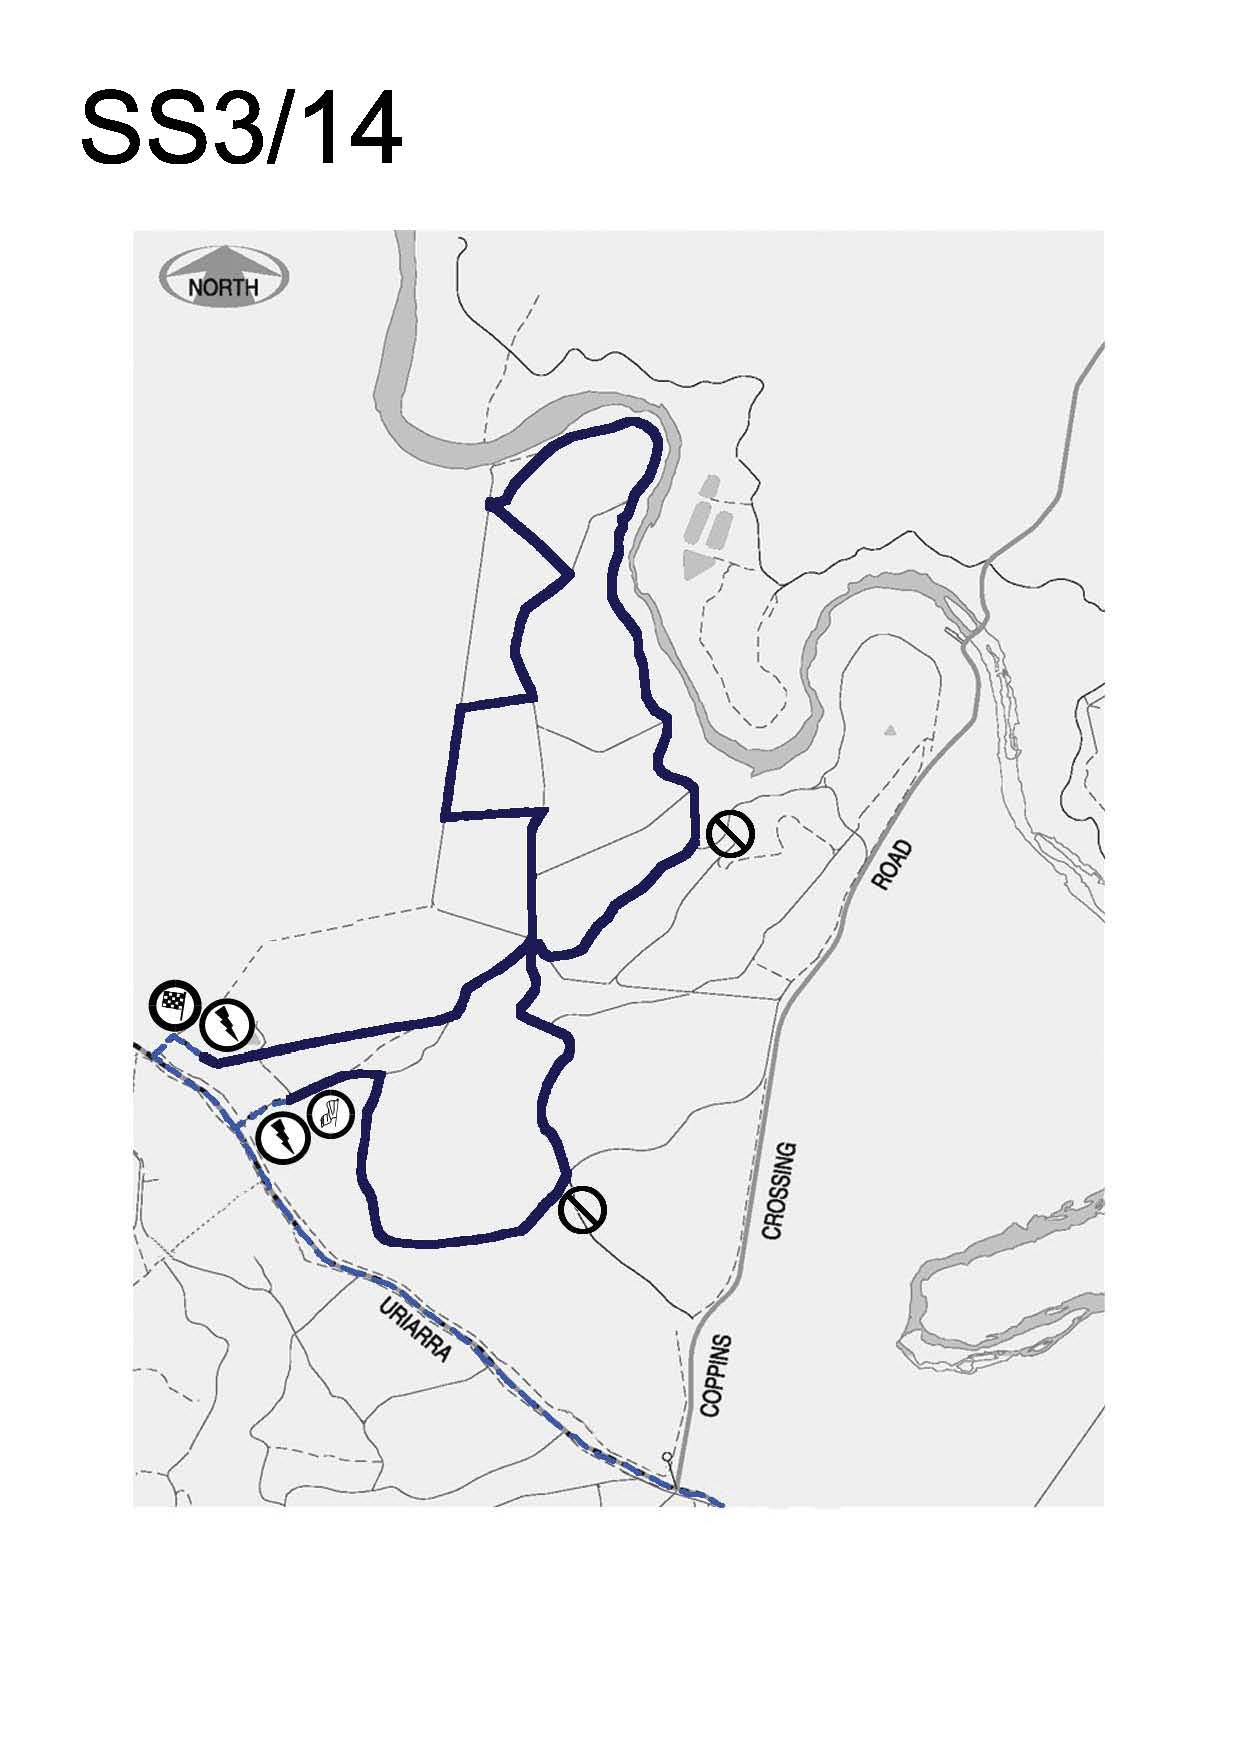 SS3/14
NORTH
ROAD
CROSSING
URIARRA
COPPINS